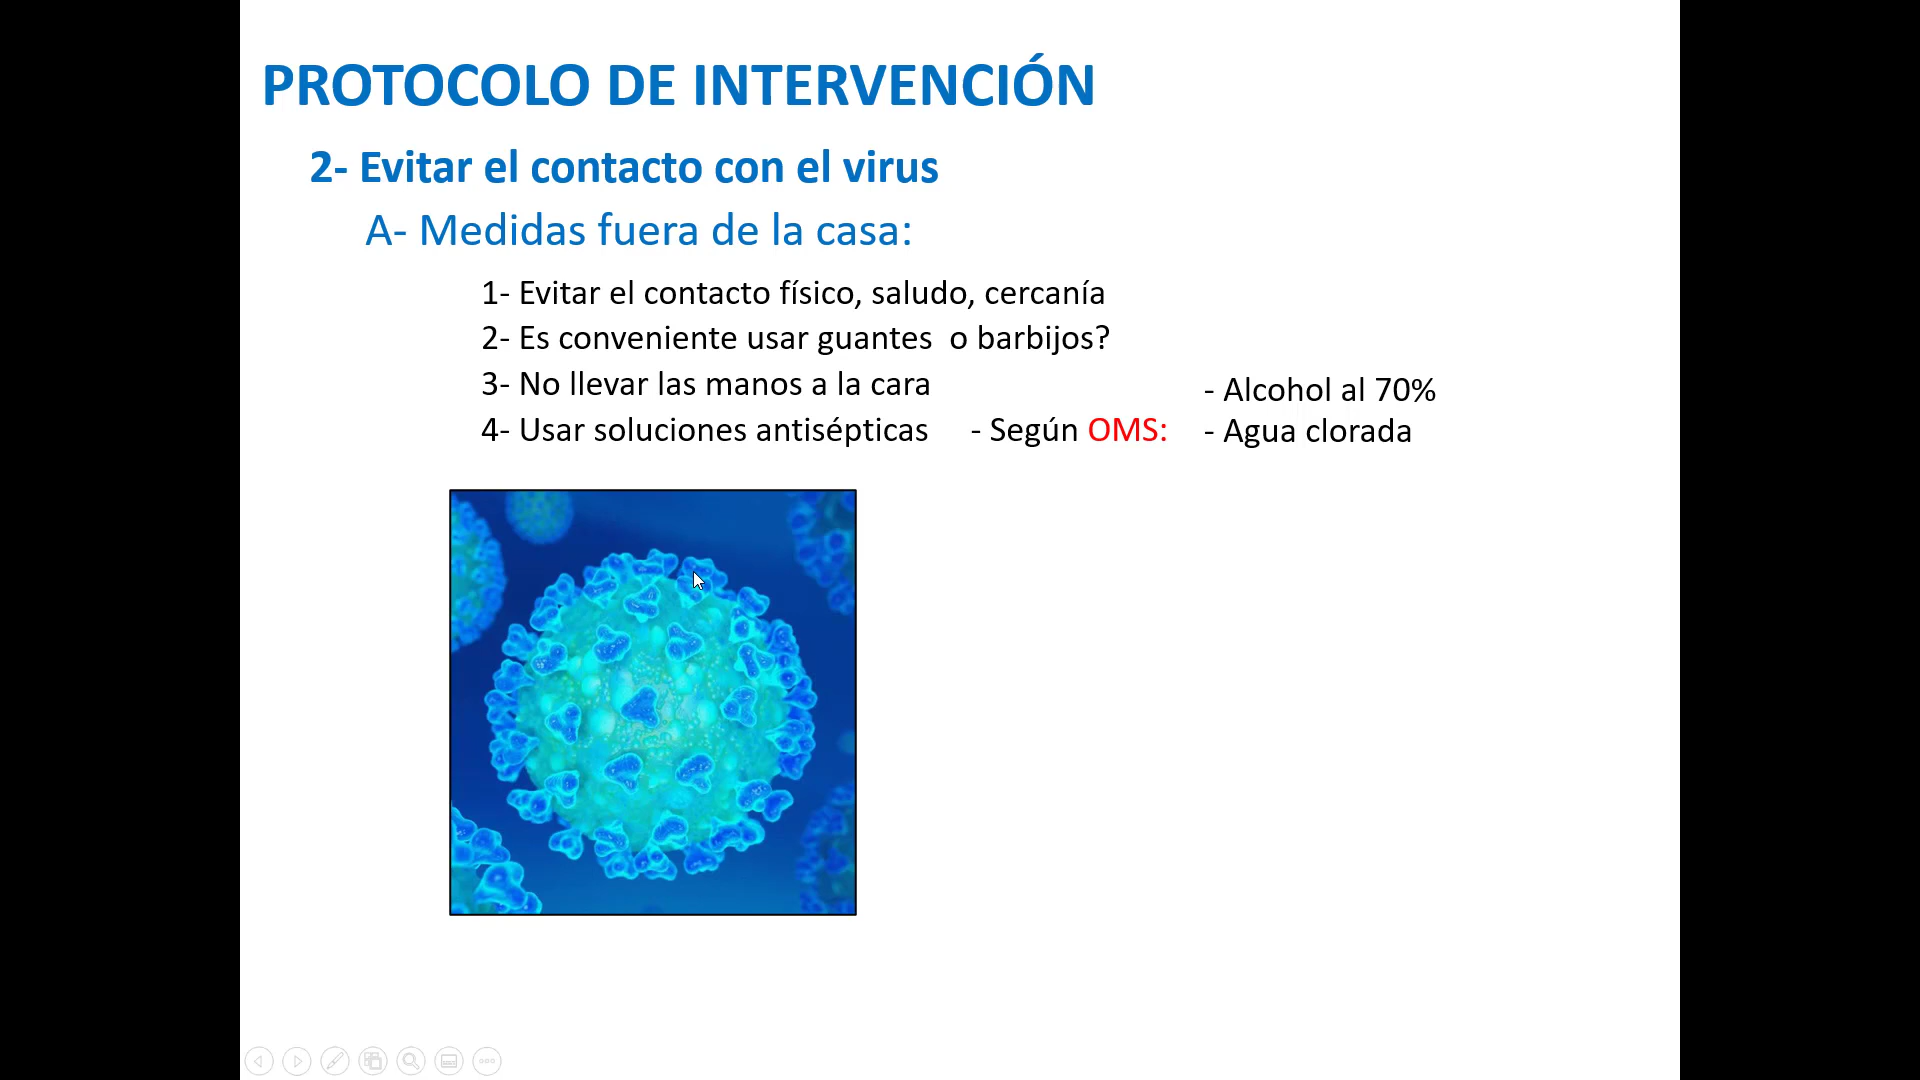 PROTOCOLO DE INTERVENCIÓN
2- Evitar el contacto con el virus
A- Medidas fuera de la casa:
1- Evitar el contacto físico, saludo, cercanía
2- Es conveniente usar guantes  o barbijos?
3- No llevar las manos a la cara
4- Usar soluciones antisépticas - Según OMS:
- Alcohol al 70%
- Agua clorada